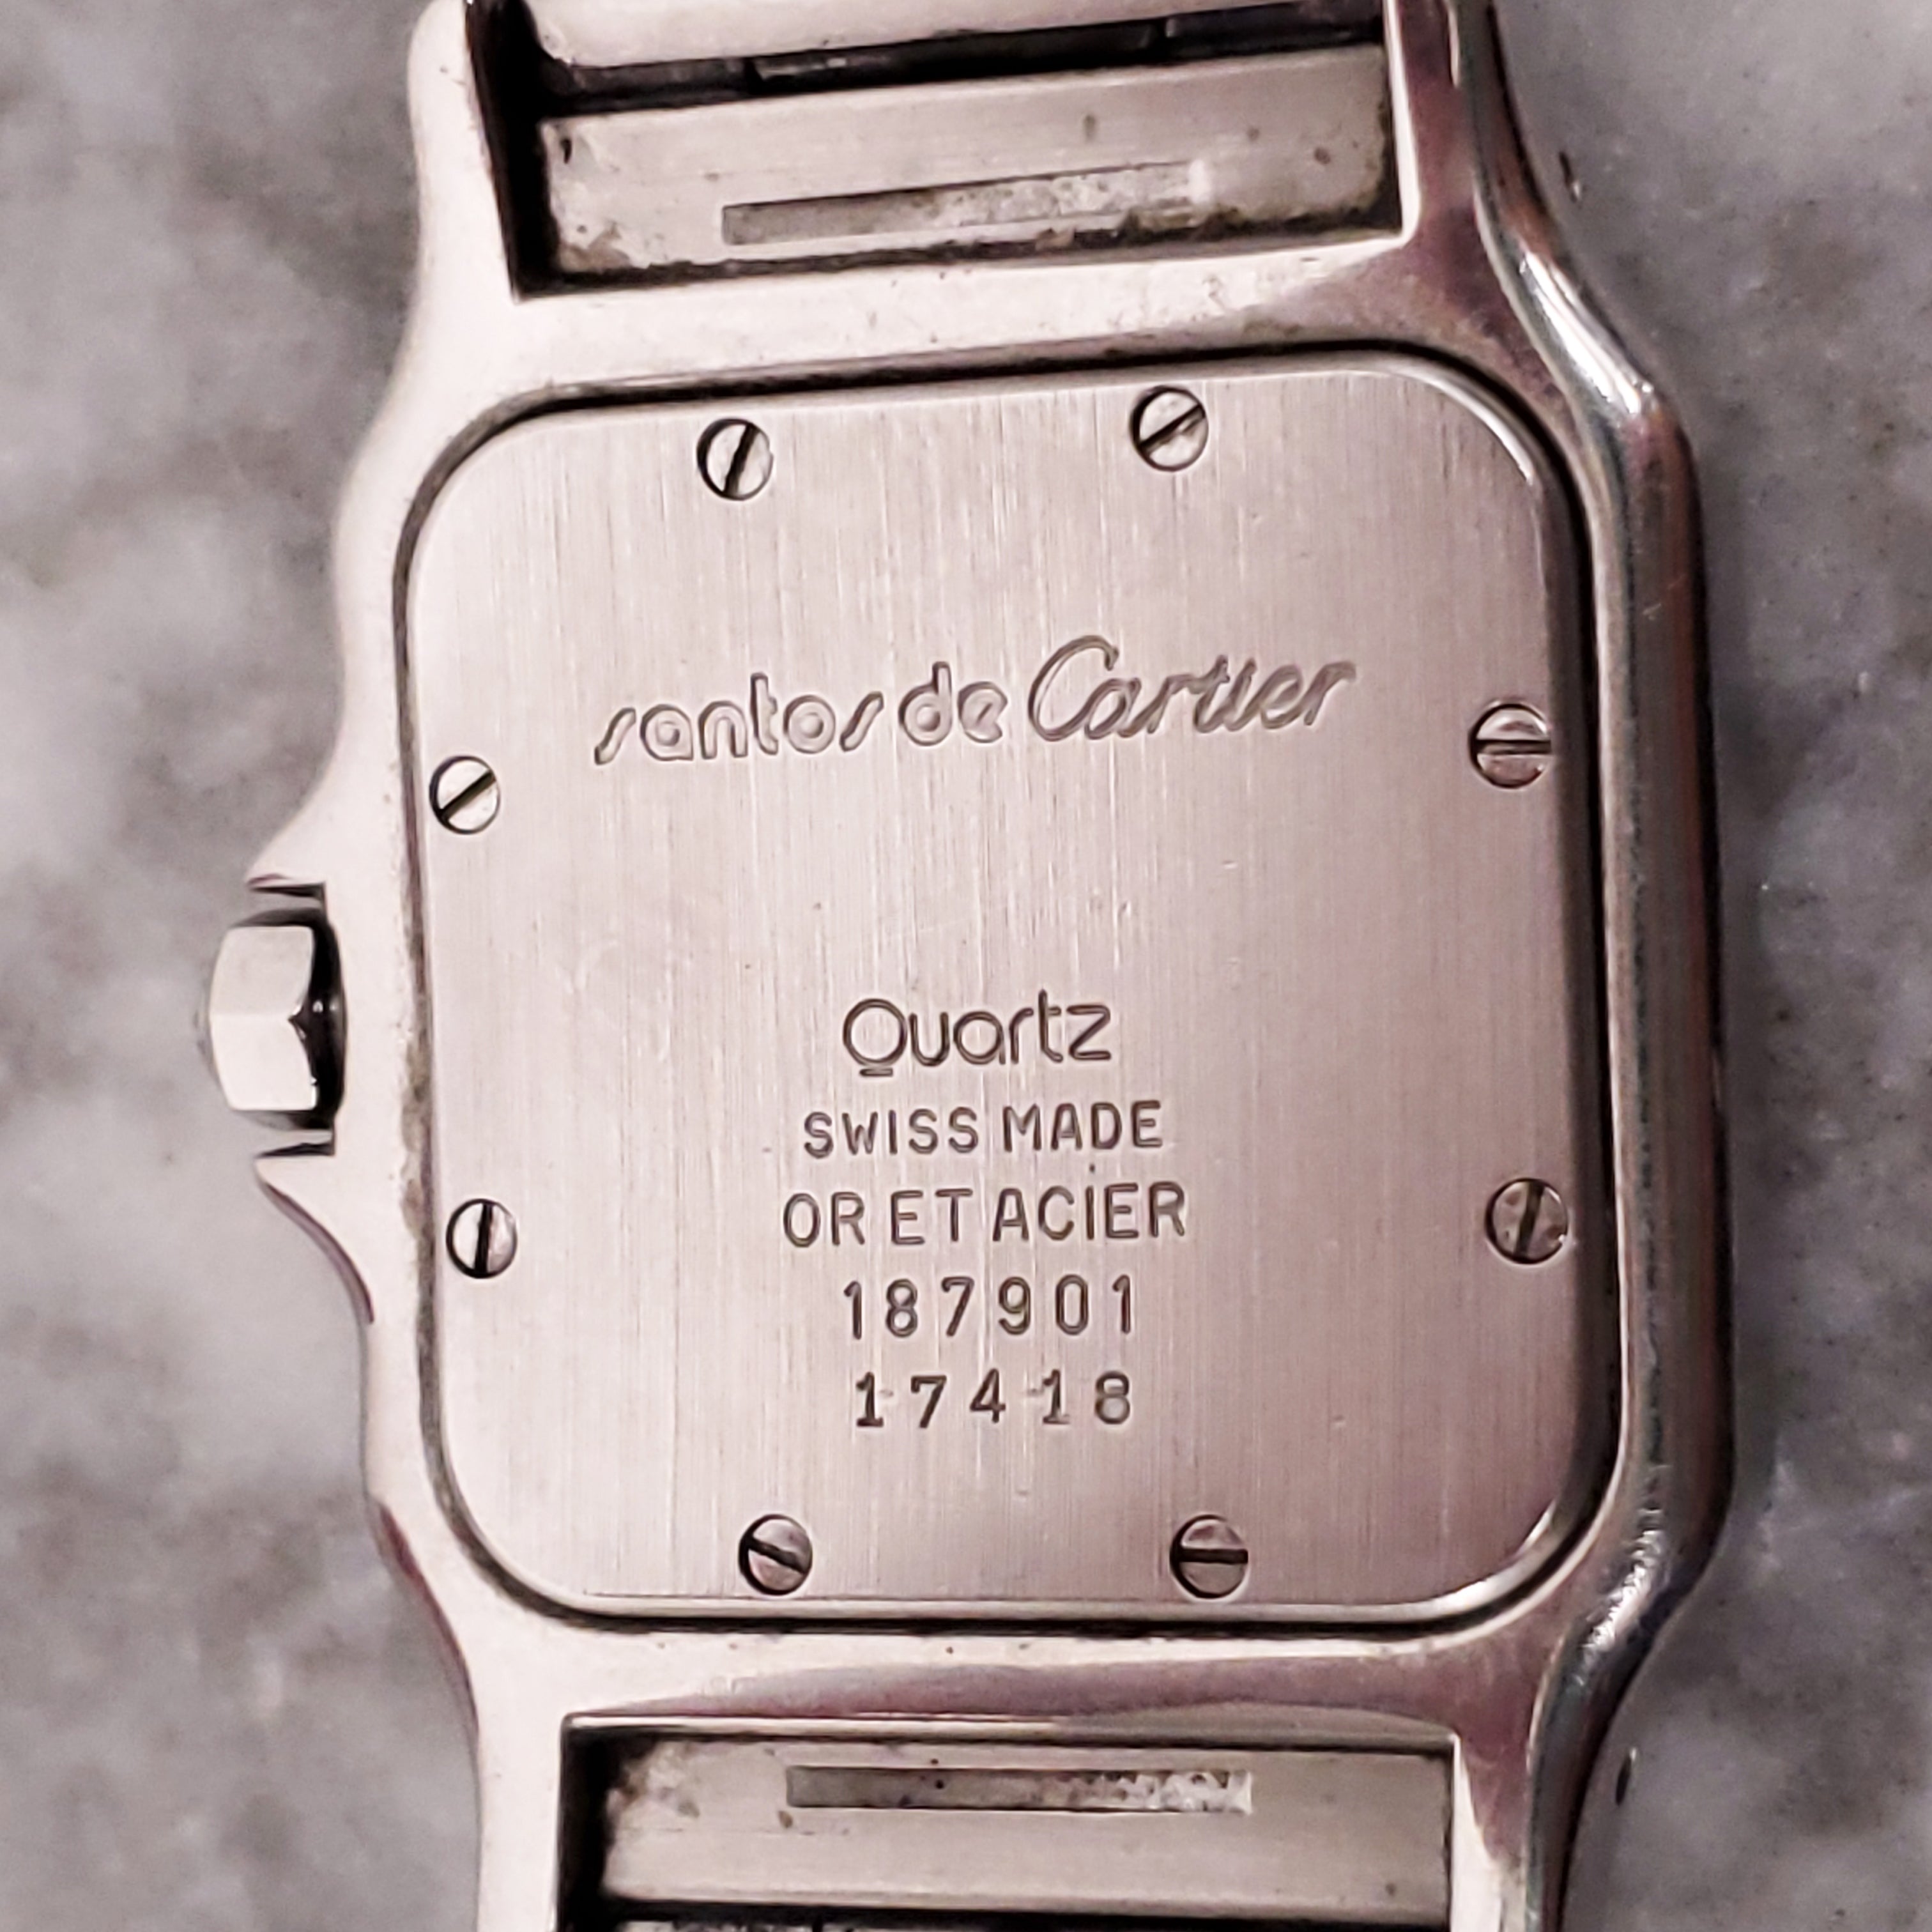 santos de Cartier
Quartz
SWISS MADE
OR ET ACIER
187901
17418